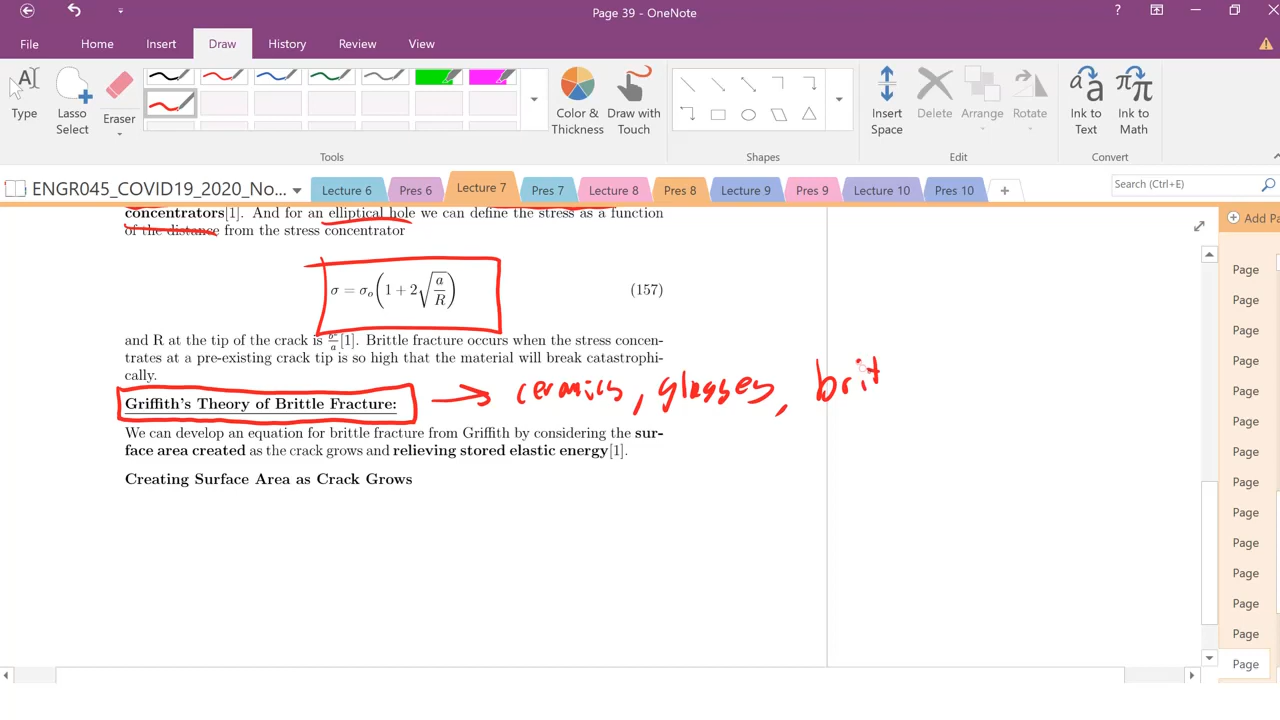 Page 39 - OneNote
?
File Home Insert Draw History Review View
Type
Lasso Select
Eraser
Color & Thickness
Draw with Touch
Insert Space
Delete
Arrange
Rotate
Ink to Text
Ink to Math
Tools
Shapes
Edit
Convert
ENGR045_COVID19_2020_No...
Lecture 6 Pres 6 Lecture 7 Pres 7 Lecture 8 Pres 8 Lecture 9 Pres 9 Lecture 10 Pres 10 +
Search (Ctrl+E)
Add Pa
concentrators[1]. And for an elliptical hole we can define the stress as a function
of the distance from the stress concentrator
σ = σₒ(1 + 2√(a/R)) (157)
and R at the tip of the crack is [1]. Brittle fracture occurs when the stress concen-
trates at a pre-existing crack tip is so high that the material will break catastrophi-
cally.
Griffith's Theory of Brittle Fracture: → ceramics, glasses, brit
We can develop an equation for brittle fracture from Griffith by considering the sur-
face area created as the crack grows and relieving stored elastic energy[1].
Creating Surface Area as Crack Grows
Page
Page
Page
Page
Page
Page
Page
Page
Page
Page
Page
Page
Page
Page